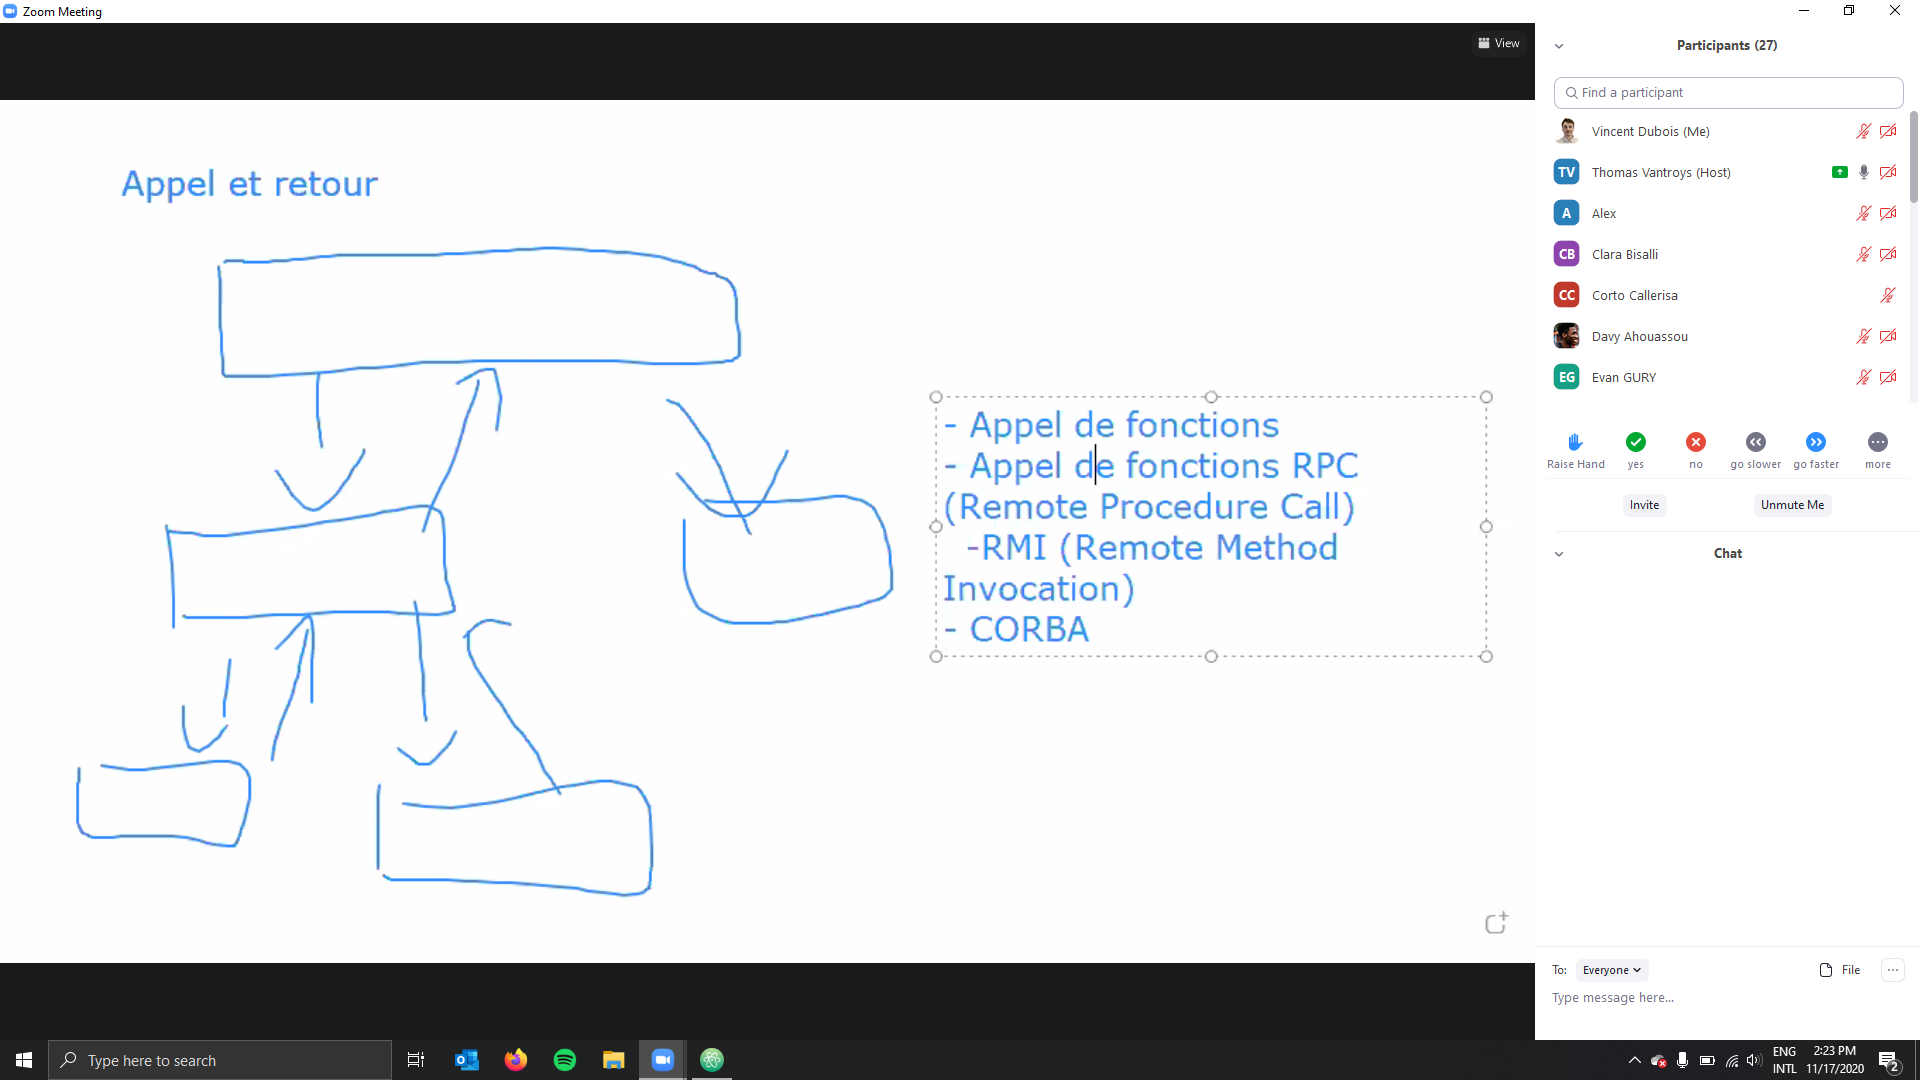 Zoom Meeting
View
Appel et retour
- Appel de fonctions
- Appel de fonctions RPC
(Remote Procedure Call)
-RMI (Remote Method
Invocation)
- CORBA
Participants (27)
Find a participant
Vincent Dubois (Me)
TV Thomas Vantroys (Host)
A Alex
CB Clara Bisalli
CC Corto Callerisa
Davy Ahouassou
EG Evan GURY
Raise Hand yes no go slower go faster more
Invite Unmute Me
Chat
To: Everyone File
Type message here...
Type here to search
ENG 2:23 PM
INTL 11/17/2020 2